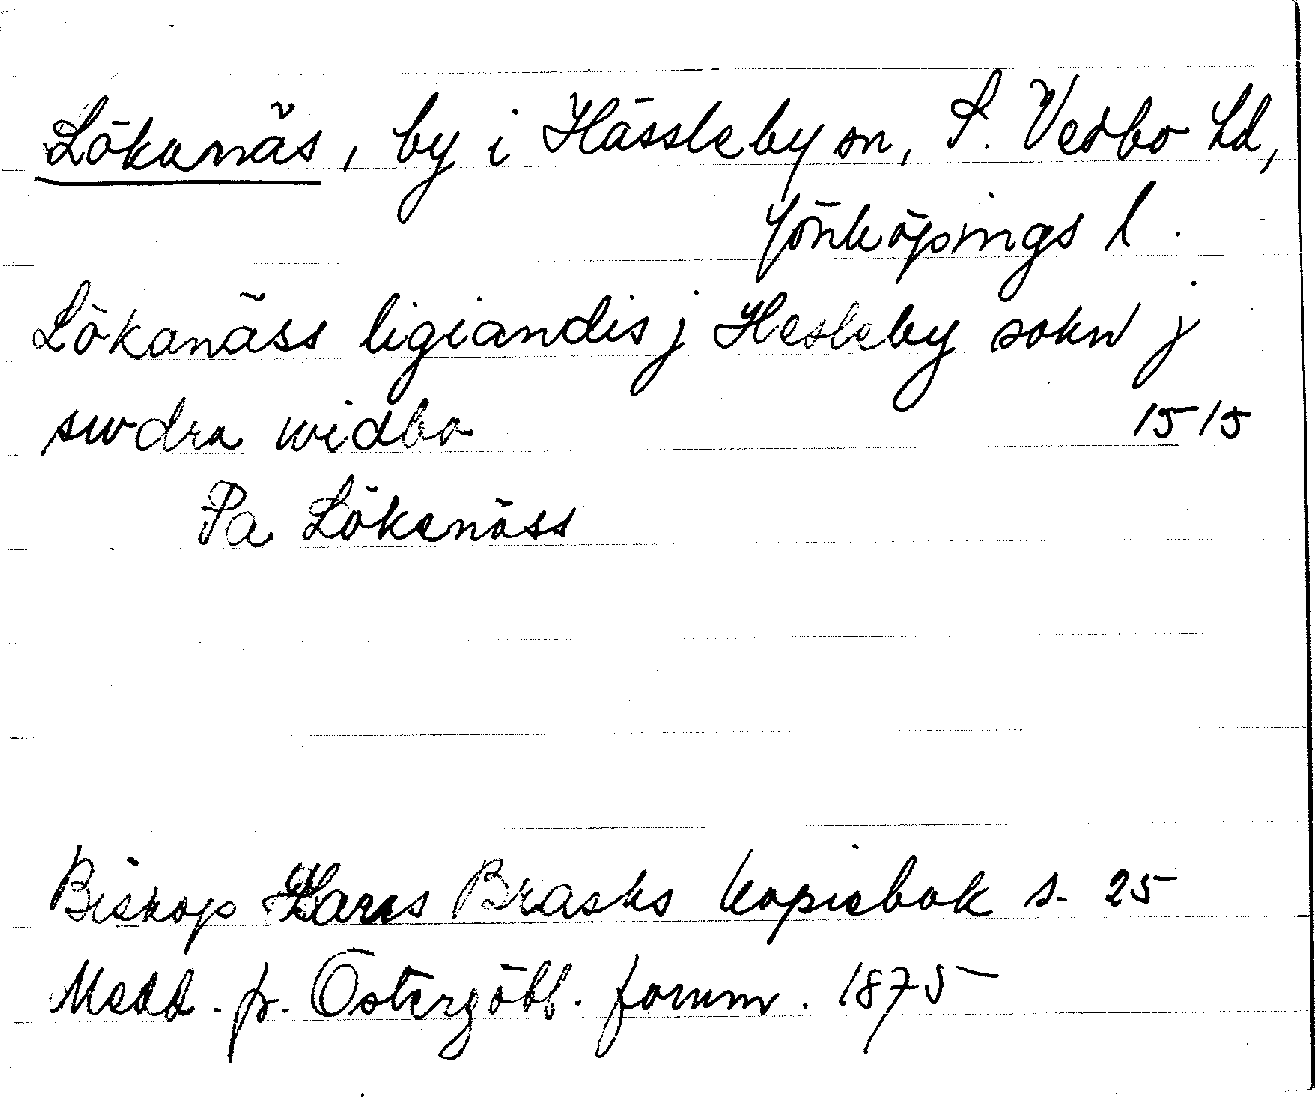 Lökanäs, by i Hässleby sn, S. Vedbo hd,
Jönköpings l.
Lökanäss ligiandis j Hesleby sokn j
swdra widbo 1515
Pa Lökanäss
Biskop Hans Brasks kopiebok s. 25
Medd. fr. Östergötl. fornm. 1875